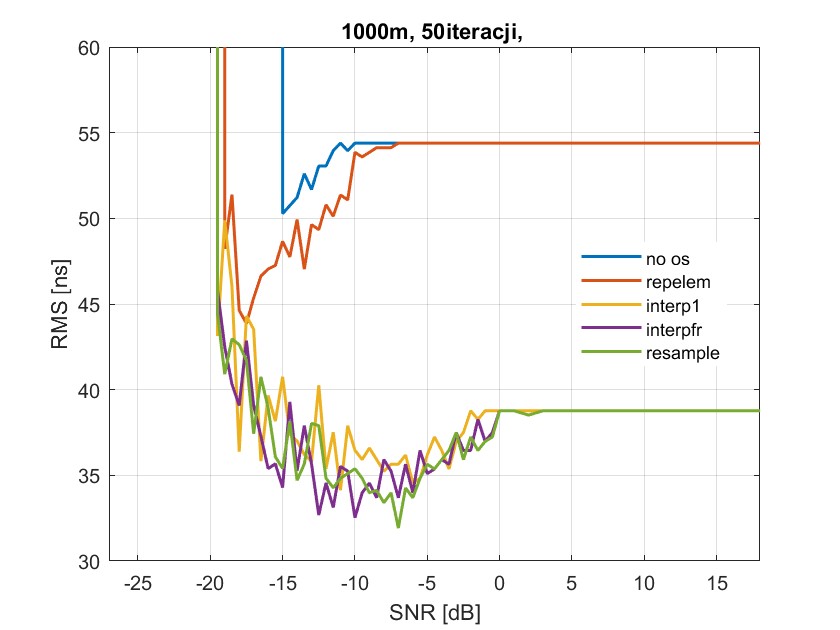 1000m, 50iteracji,
60
55
50
45
40
35
30
RMS [ns]
no os
repelem
interp1
interpfr
resample
-25 -20 -15 -10 -5 0 5 10 15
SNR [dB]